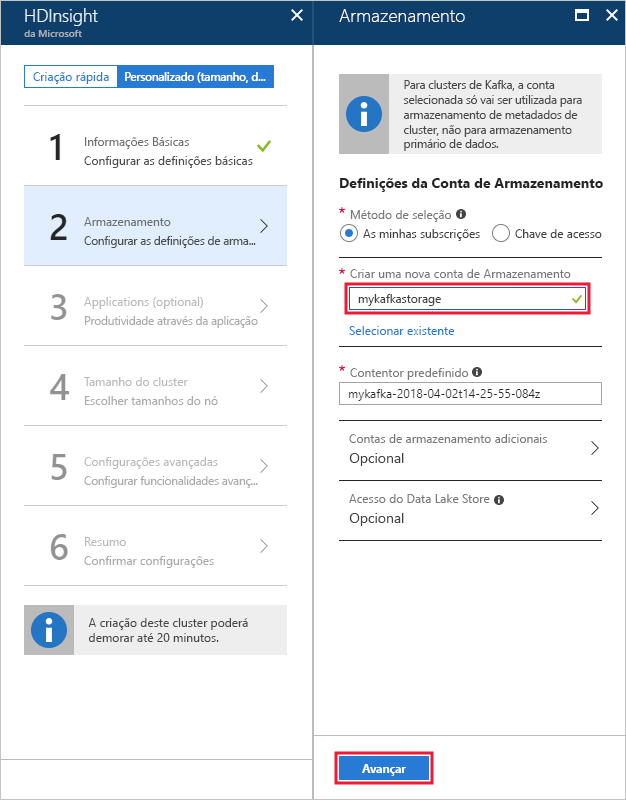 HDInsight
da Microsoft
Criação rápida
Personalizado (tamanho, d...
1
Informações Básicas
Configurar as definições básicas
2
Armazenamento
Configurar as definições de arma...
3
Applications (optional)
Produtividade através da aplicação
4
Tamanho do cluster
Escolher tamanhos do nó
5
Configurações avançadas
Configurar funcionalidades avanç...
6
Resumo
Confirmar configurações
A criação deste cluster poderá
demorar até 20 minutos.
Armazenamento
Para clusters de Kafka, a conta
selecionada só vai ser utilizada para
armazenamento de metadados de
cluster, não para armazenamento
primário de dados.
Definições da Conta de Armazenamento
* Método de seleção
As minhas subscrições
Chave de acesso
* Criar uma nova conta de Armazenamento
mykafkastorage
Selecionar existente
* Contentor predefinido
mykafka-2018-04-02t14-25-55-084z
Contas de armazenamento adicionais
Opcional
Acesso do Data Lake Store
Opcional
Avançar